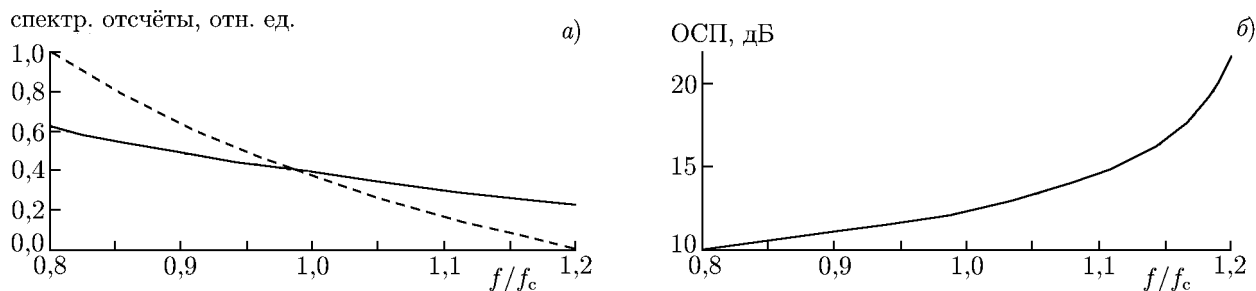 спектр. отсчёты, отн. ед.
а)
1,0
0,8
0,6
0,4
0,2
0,0
0,8 0,9 1,0 1,1 1,2
f/fс
ОСП, дБ
б)
20
15
10
0,8 0,9 1,0 1,1 1,2
f/fс